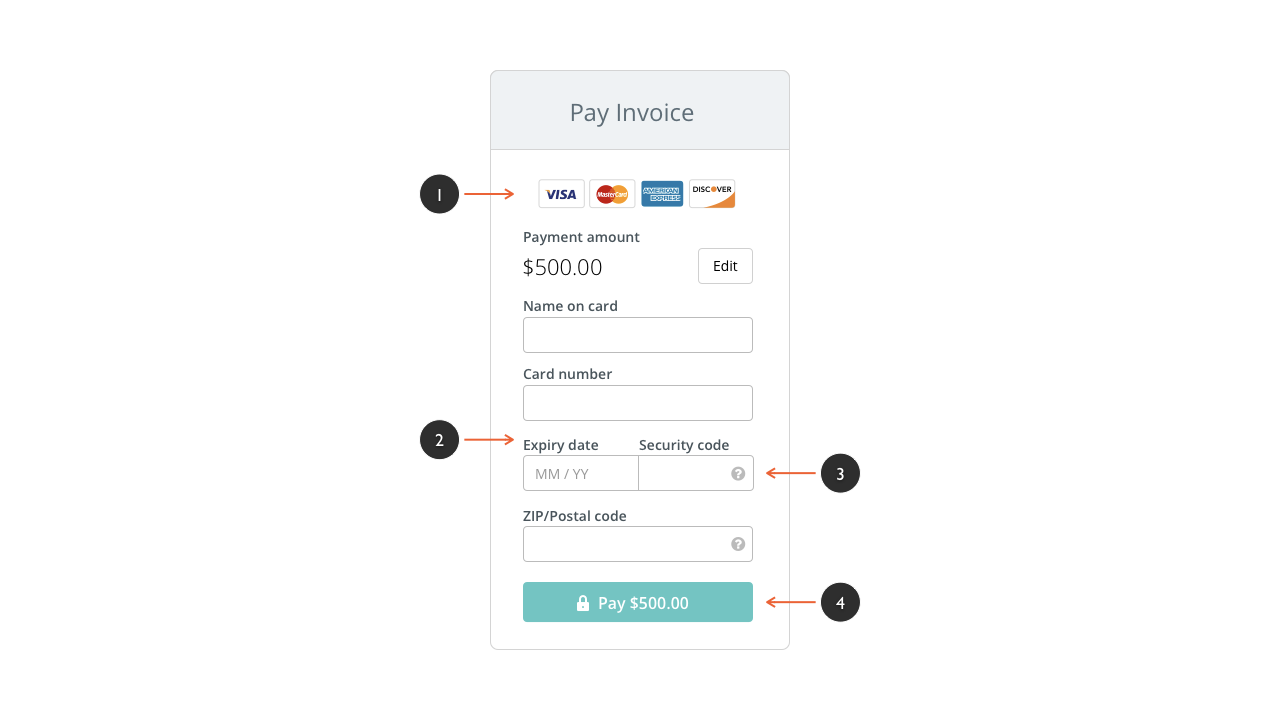 Pay Invoice
1
VISA MasterCard AMERICAN EXPRESS DISCOVER
Payment amount
$500.00 Edit
Name on card
Card number
2
Expiry date Security code
MM / YY ? 3
ZIP/Postal code
?
Pay $500.00 4